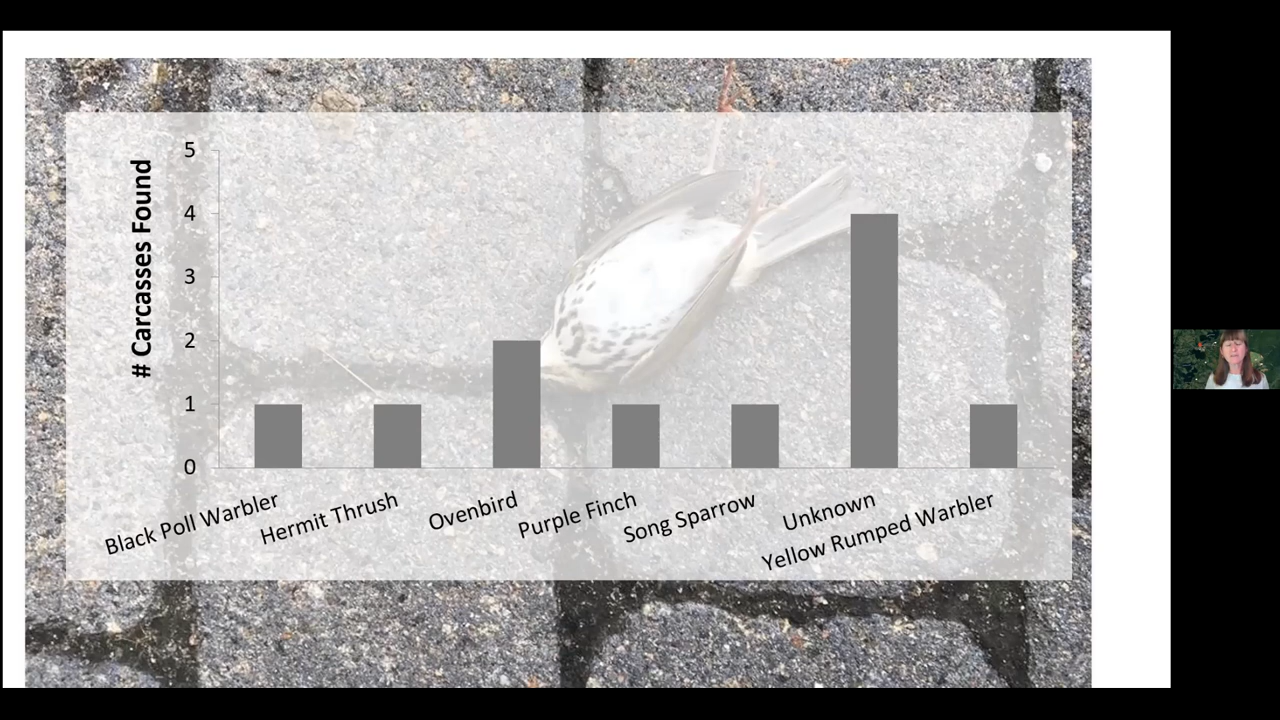 # Carcasses Found
5
4
3
2
1
0
Black Poll Warbler
Hermit Thrush
Ovenbird
Purple Finch
Song Sparrow
Unknown
Yellow Rumped Warbler